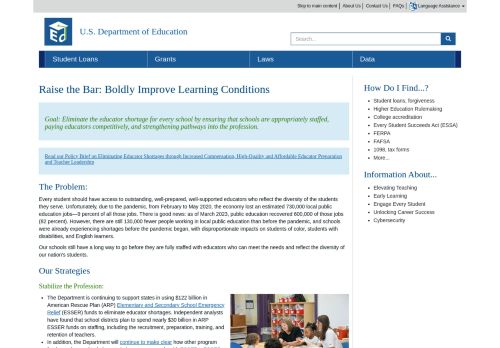 Skip to main content | About Us | Contact Us | FAQs | Language Assistance
U.S. Department of Education
Search...
Student Loans
Grants
Laws
Data
Raise the Bar: Boldly Improve Learning Conditions
Goal: Eliminate the educator shortage for every school by ensuring that schools are appropriately staffed,
paying educators competitively, and strengthening pathways into the profession.
Read our Policy Brief on Eliminating Educator Shortages through Increased Compensation, High-Quality and Affordable Educator Preparation
and Teacher Leadership
The Problem:
Every student should have access to outstanding, well-prepared, well-supported educators who reflect the diversity of the students
they serve. Unfortunately, due to the pandemic, from February to May 2020, the economy lost an estimated 730,000 local public
education jobs—9 percent of all those jobs. There is good news: as of March 2023, public education recovered 600,000 of those jobs
(82 percent). However, there are still 130,000 fewer people working in local public education than before the pandemic, and schools
were already experiencing shortages before the pandemic began, with disproportionate impacts on students of color, students with
disabilities, and English learners.
Our schools still have a long way to go before they are fully staffed with educators who can meet the needs and reflect the diversity of
our nation's students.
Our Strategies
Stabilize the Profession:
The Department is continuing to support states in using $122 billion in
American Rescue Plan (ARP) Elementary and Secondary School Emergency
Relief (ESSER) funds to eliminate educator shortages. Independent analysts
have found that school districts plan to spend nearly $30 billion in ARP
ESSER funds on staffing, including the recruitment, preparation, training, and
retention of teachers.
In addition, the Department will continue to make clear how other program
How Do I Find...?
Student loans, forgiveness
Higher Education Rulemaking
College accreditation
Every Student Succeeds Act (ESSA)
FERPA
FAFSA
1098, tax forms
More...
Information About...
Elevating Teaching
Early Learning
Engage Every Student
Unlocking Career Success
Cybersecurity